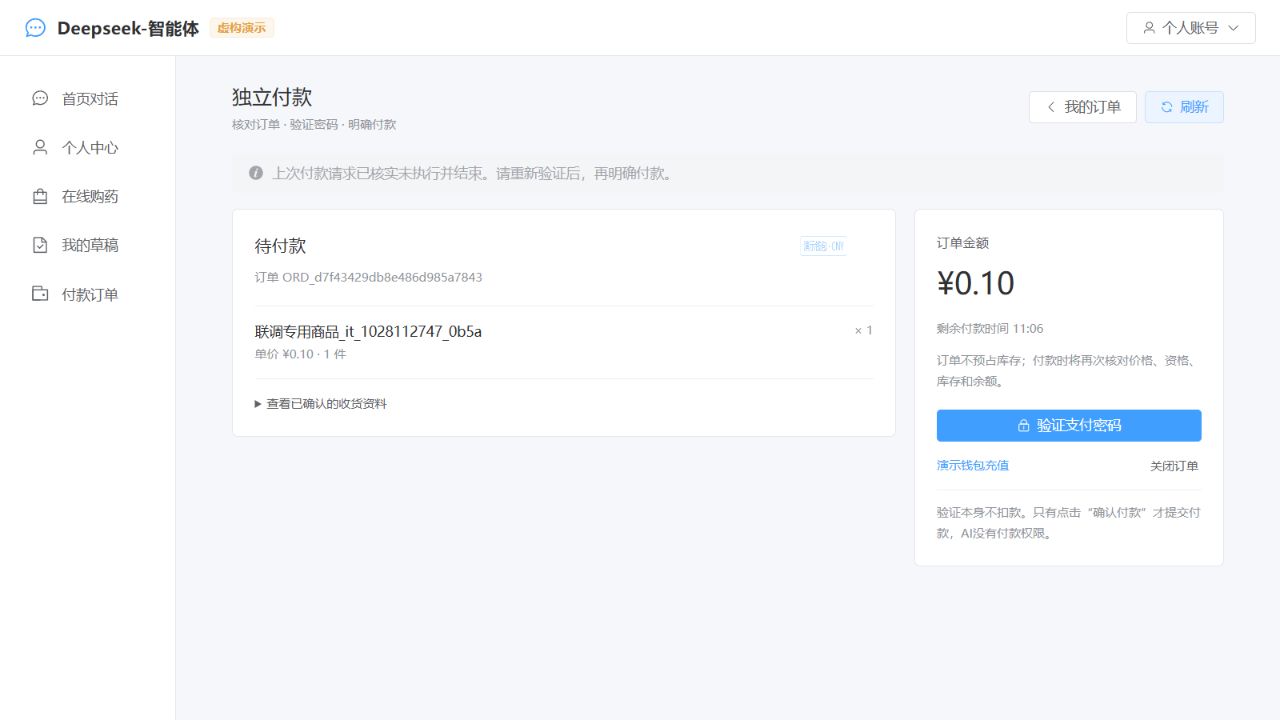 Deepseek-智能体
虚构演示
个人账号
首页对话
个人中心
在线购药
我的草稿
付款订单
独立付款
核对订单 · 验证密码 · 明确付款
我的订单
刷新
上次付款请求已核实未执行并结束。请重新验证后，再明确付款。
待付款
订单 ORD_d7f43429db8e486d985a7843
联调专用商品_it_1028112747_0b5a
× 1
单价 ¥0.10 · 1 件
查看已确认的收货资料
订单金额
¥0.10
剩余付款时间 11:06
订单不预占库存；付款时将再次核对价格、资格、
库存和余额。
验证支付密码
演示钱包充值
关闭订单
验证本身不扣款。只有点击“确认付款”才提交付
款，AI没有付款权限。